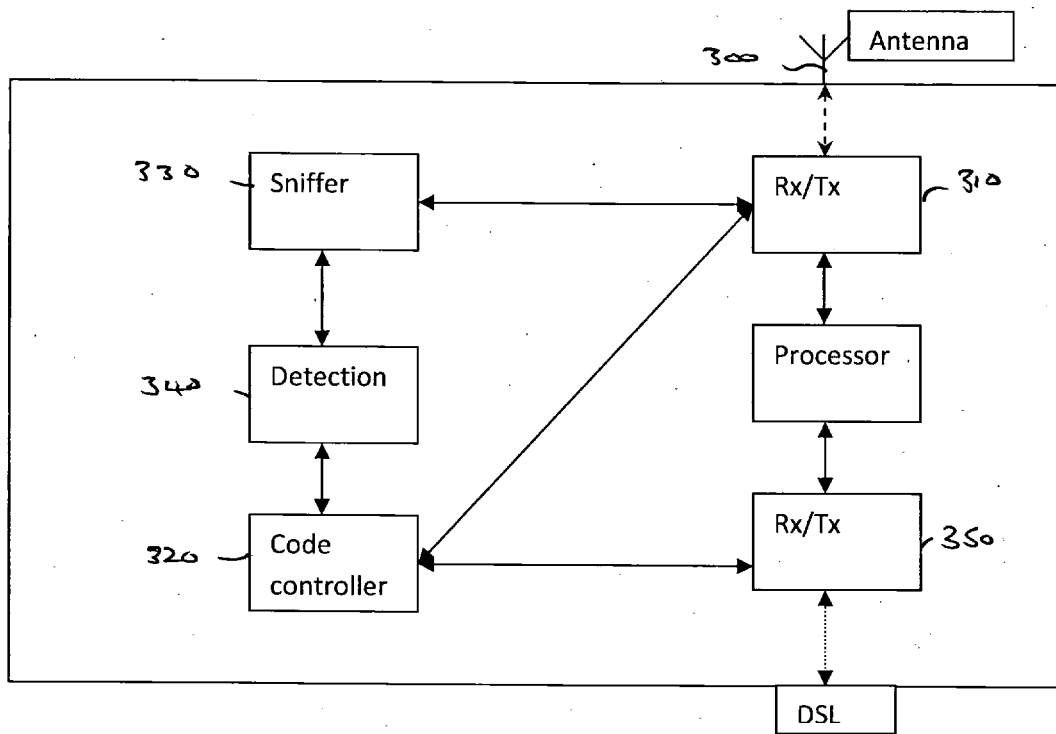 Antenna
300
330
Sniffer
Rx/Tx
310
340
Detection
Processor
320
Code
controller
Rx/Tx
350
DSL